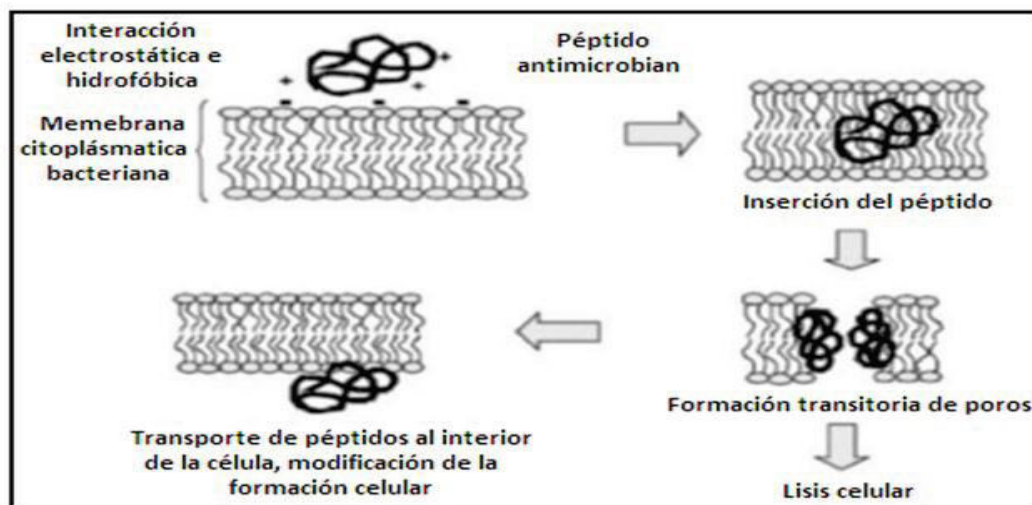 Interacción
electrostática e
hidrofóbica
Péptido
antimicrobian
Memebrana
citoplásmatica
bacteriana
Inserción del péptido
Formación transitoria de poros
Transporte de péptidos al interior
de la célula, modificación de la
formación celular
Lisis celular